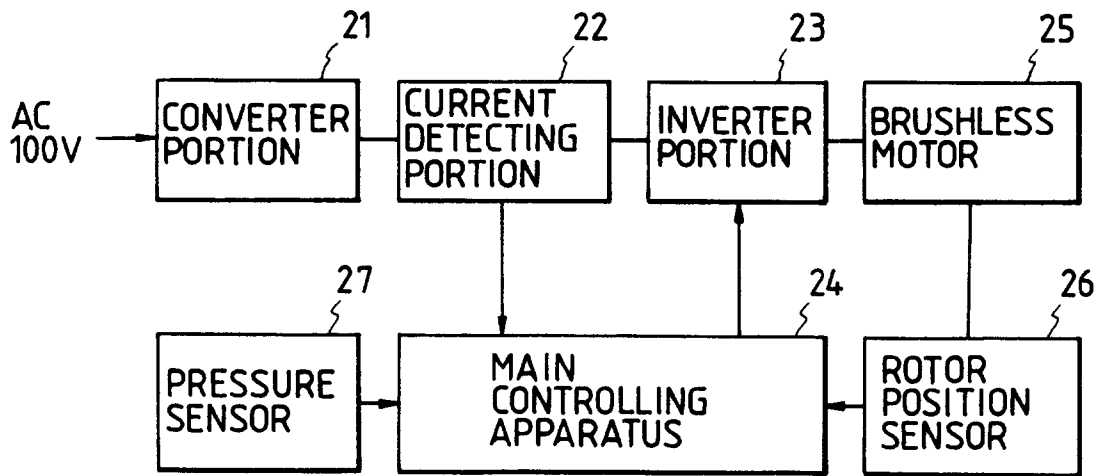 21
22
23
25
AC
100V
CONVERTER
PORTION
CURRENT
DETECTING
PORTION
INVERTER
PORTION
BRUSHLESS
MOTOR
27
24
26
PRESSURE
SENSOR
MAIN
CONTROLLING
APPARATUS
ROTOR
POSITION
SENSOR